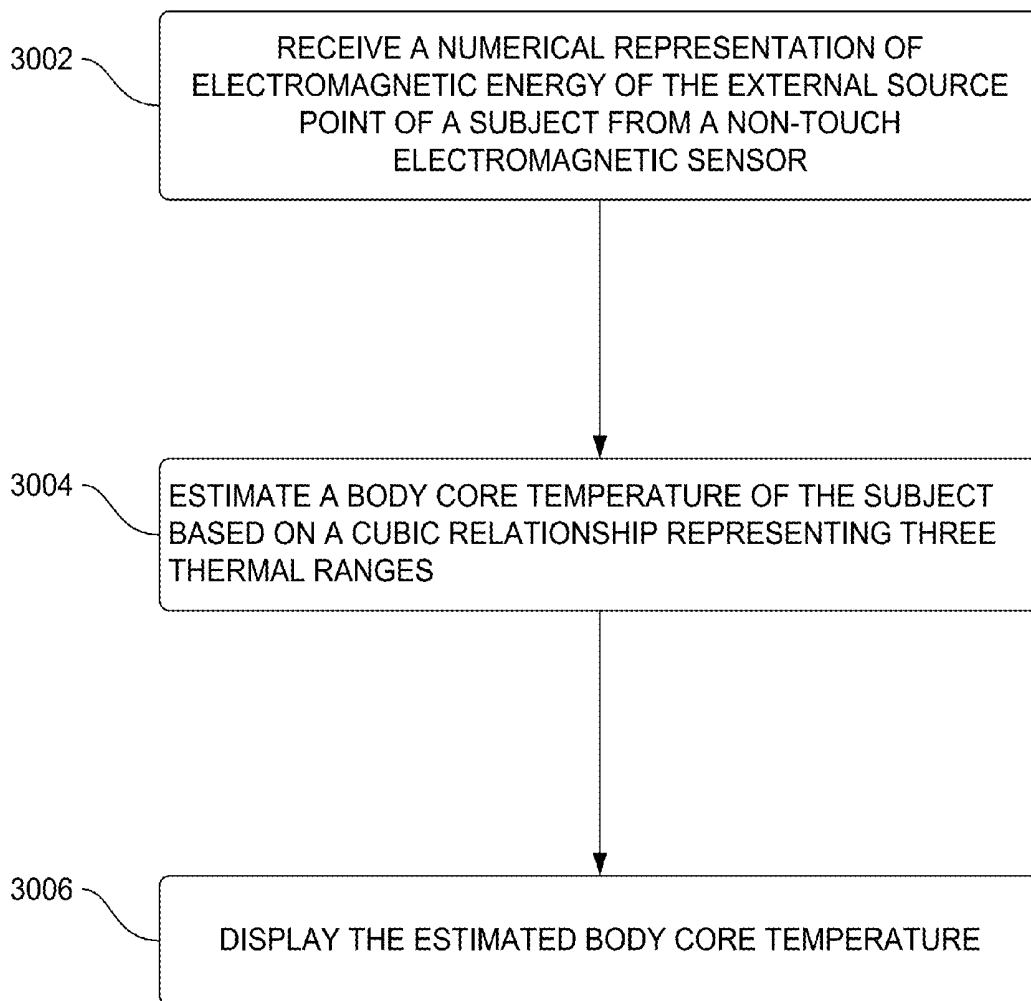 3002
RECEIVE A NUMERICAL REPRESENTATION OF
ELECTROMAGNETIC ENERGY OF THE EXTERNAL SOURCE
POINT OF A SUBJECT FROM A NON-TOUCH
ELECTROMAGNETIC SENSOR
3004
ESTIMATE A BODY CORE TEMPERATURE OF THE SUBJECT
BASED ON A CUBIC RELATIONSHIP REPRESENTING THREE
THERMAL RANGES
3006
DISPLAY THE ESTIMATED BODY CORE TEMPERATURE